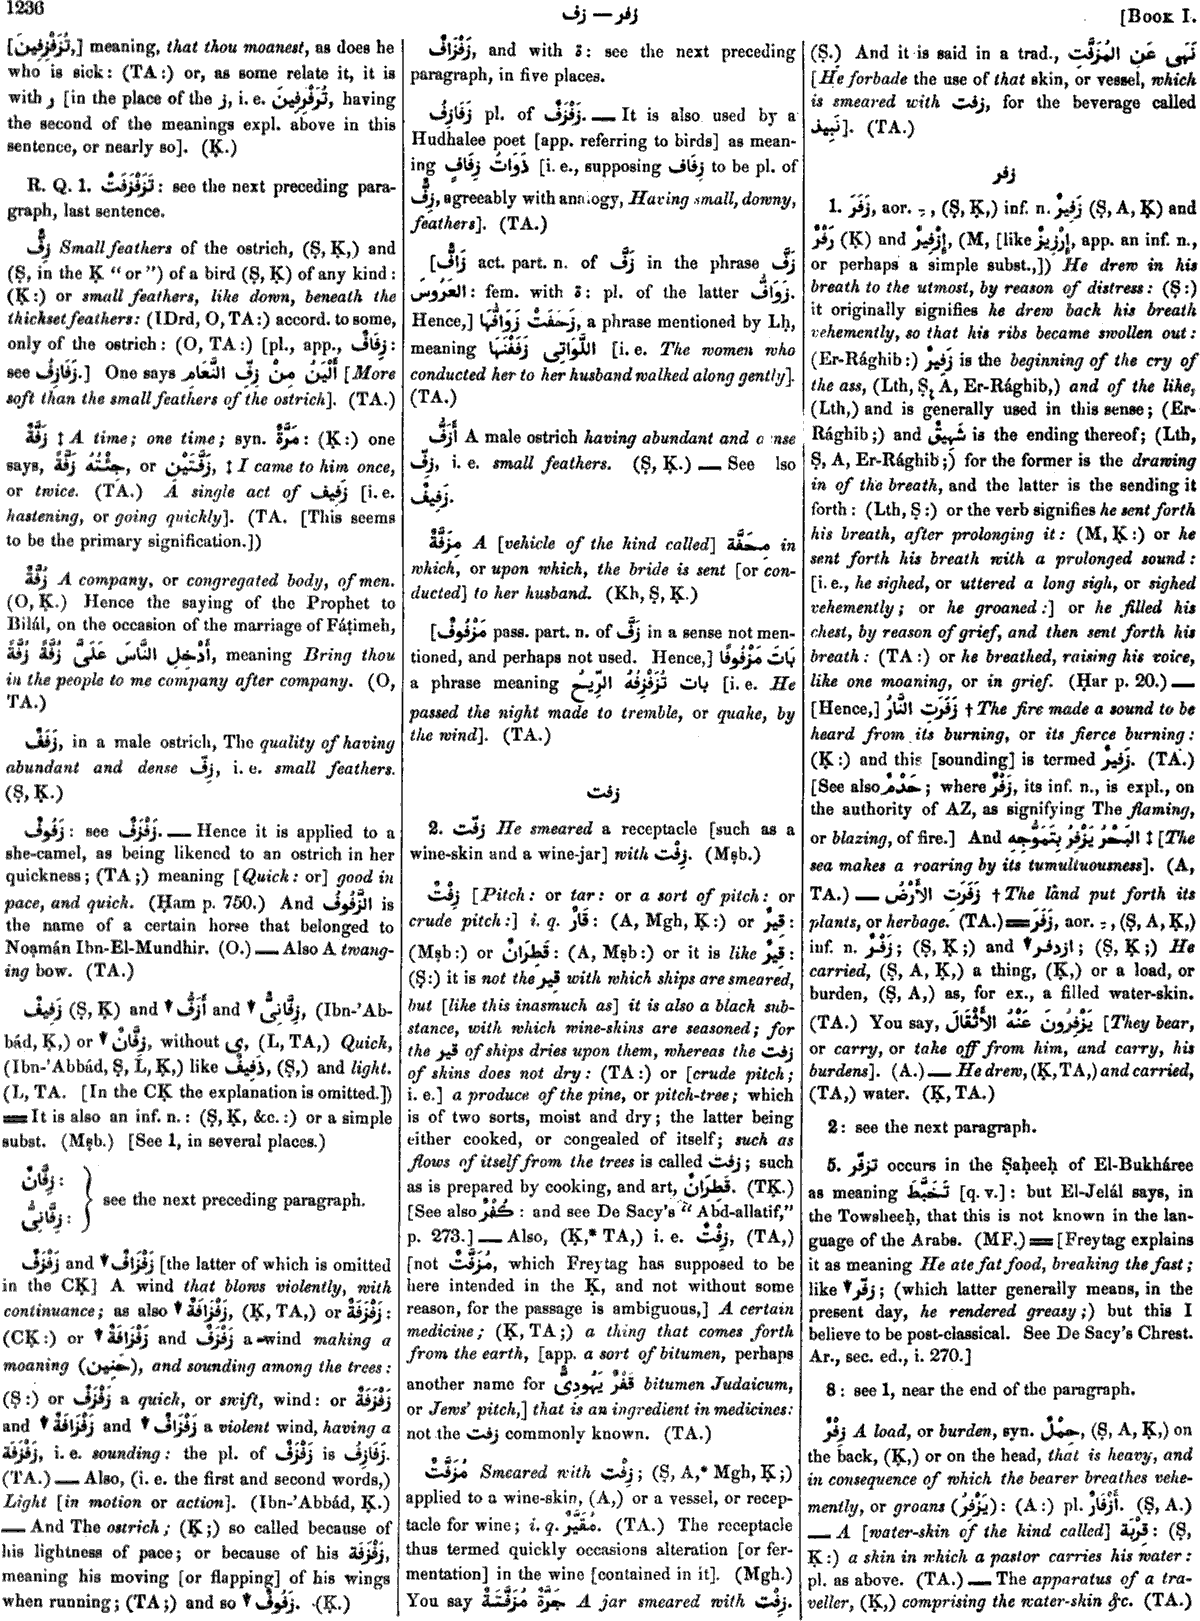 1236
زفر — زف
[BOOK I.
[تُزَفْزِفِينَ,] meaning, that thou moanest, as does he
who is sick: (TA:) or, as some relate it, it is
with ر [in the place of the ز, i. e. تُرَفْرِفِينَ, having
the second of the meanings expl. above in this
sentence, or nearly so]. (Ḳ.)
R. Q. 1. تَزَفْزَفَتْ: see the next preceding para-
graph, last sentence.
زِفٌّ Small feathers of the ostrich, (Ṣ, Ḳ,) and
(Ṣ, in the Ḳ “or”) of a bird (Ṣ, Ḳ) of any kind:
(Ḳ:) or small feathers, like down, beneath the
thickset feathers: (IDrd, O, TA:) accord. to some,
only of the ostrich: (O, TA:) [pl., app., زِفَافٌ:
see زَفَازِفُ.] One says أَلْيَنُ مِنْ زِفِّ النَّعَامِ [More
soft than the small feathers of the ostrich]. (TA.)
زَفَّةٌ ‡ A time; one time; syn. مَرَّةٌ: (Ḳ:) one
says, جِئْتُهُ زَفَّةً, or زَفَّتَيْنِ, ‡ I came to him once,
or twice. (TA.) A single act of زَفِيف [i. e.
hastening, or going quickly]. (TA. [This seems
to be the primary signification.])
زُفَّةٌ A company, or congregated body, of men.
(O, Ḳ.) Hence the saying of the Prophet to
Bilál, on the occasion of the marriage of Fáṭimeh,
أَدْخِلِ النَّاسَ عَلَىَّ زُفَّةً زُفَّةً, meaning Bring thou
in the people to me company after company. (O,
TA.)
زَفَفٌ, in a male ostrich, The quality of having
abundant and dense زِفّ, i. e. small feathers.
(Ṣ, Ḳ.)
زَفُوفٌ: see زَفْزَفٌ. — Hence it is applied to a
she-camel, as being likened to an ostrich in her
quickness; (TA;) meaning [Quick: or] good in
pace, and quick. (Ḥam p. 750.) And الزَّفُوفُ is
the name of a certain horse that belonged to
Noạmán Ibn-El-Mundhir. (O.) — Also A twang-
ing bow. (TA.)
زَفِيفٌ (Ṣ, Ḳ) and ▾ أَزَفُّ and ▾ زِفَّانِىٌّ, (Ibn-'Ab-
bád, Ḳ,) or ▾ زِفَّانٌ, without ى, (L, TA,) Quick,
(Ibn-'Abbád, Ṣ, L, Ḳ,) like ذَفِيفٌ, (Ṣ,) and light.
(L, TA. [In the CḲ the explanation is omitted.])
＝ It is also an inf. n.: (Ṣ, Ḳ, &c.:) or a simple
subst. (Mṣb.) [See 1, in several places.]
زِفَّانٌ:
زِفَّانِىٌّ:
see the next preceding paragraph.
زَفْزَفٌ and ▾ زَفْزَافٌ [the latter of which is omitted
in the CḲ] A wind that blows violently, with
continuance; as also ▾ زَفْزَافَةٌ, (Ḳ, TA,) or زَفْزَفَةٌ:
(CḲ:) or ▾ زَفْزَافَةٌ and زَفْزَفٌ a wind making a
moaning (حَنِين), and sounding among the trees:
(Ṣ:) or زَفْزَفٌ a quick, or swift, wind: or زَفْزَفَةٌ
and ▾ زَفْزَافَةٌ and ▾ زَفْزَافٌ a violent wind, having a
زَفْزَفَة, i. e. sounding: the pl. of زَفْزَفٌ is زَفَازِفُ.
(TA.) — Also, (i. e. the first and second words,)
Light [in motion or action]. (Ibn-'Abbád, Ḳ.)
— And The ostrich; (Ḳ;) so called because of
his lightness of pace; or because of his زَفْزَفَة,
meaning his moving [or flapping] of his wings
when running; (TA;) and so ▾ زَفُوفٌ. (Ḳ.)
زَفْزَافٌ, and with ة: see the next preceding
paragraph, in five places.
زَفَازِفُ pl. of زَفْزَفٌ. — It is also used by a
Hudhalee poet [app. referring to birds] as mean-
ing ذَوَاتُ زِفَافٍ [i. e., supposing زِفَاف to be pl. of
زِفٌّ, agreeably with analogy, Having small, downy,
feathers]. (TA.)
[زَافٌّ act. part. n. of زَفَّ in the phrase زَفَّ
العَرُوسَ: fem. with ة: pl. of the latter زَوَافُّ.
Hence,] زَحَفَتْ زَوَافُّهَا, a phrase mentioned by Lḥ,
meaning اللَّوَاتِى زَفَفْنَهَا [i. e. The women who
conducted her to her husband walked along gently].
(TA.)
أَزَفُّ A male ostrich having abundant and dense
زِفّ, i. e. small feathers. (Ṣ, Ḳ.) — See also
زَفِيفٌ.
مِزَفَّةٌ A [vehicle of the kind called] مِحَفَّة in
which, or upon which, the bride is sent [or con-
ducted] to her husband. (Kh, Ṣ, Ḳ.)
[مَزْفُوفٌ pass. part. n. of زَفَّ in a sense not men-
tioned, and perhaps not used. Hence,] بَاتَ مَزْفُوفًا
a phrase meaning بات تُزَفْزِفُهُ الرِّيحُ [i. e. He
passed the night made to tremble, or quake, by
the wind]. (TA.)
زفت
2. زفّت He smeared a receptacle [such as a
wine-skin and a wine-jar] with زِفْت. (Mṣb.)
زِفْتٌ [Pitch: or tar: or a sort of pitch: or
crude pitch:] i. q. قَارٌ: (A, Mgh, Ḳ:) or قِيرٌ:
(Mṣb:) or قَطِرَانٌ: (A, Mṣb:) or it is like قِيرٌ:
(Ṣ:) it is not the قير with which ships are smeared,
but [like this inasmuch as] it is also a black sub-
stance, with which wine-skins are seasoned; for
the قير of ships dries upon them, whereas the زفت
of skins does not dry: (TA:) or [crude pitch;
i. e.] a produce of the pine, or pitch-tree; which
is of two sorts, moist and dry; the latter being
either cooked, or congealed of itself; such as
flows of itself from the trees is called زفت; such
as is prepared by cooking, and art, قَطِرَانٌ. (TḲ.)
[See also كُفْرٌ: and see De Sacy's “Abd-allatif,”
p. 273.] — Also, (Ḳ,* TA,) i. e. زِفْتٌ, (TA,)
[not مُزَفَّتٌ, which Freytag has supposed to be
here intended in the Ḳ, and not without some
reason, for the passage is ambiguous,] A certain
medicine; (Ḳ, TA;) a thing that comes forth
from the earth, [app. a sort of bitumen, perhaps
another name for قَفْرٌ يَهُودِىٌّ bitumen Judaicum,
or Jews' pitch,] that is an ingredient in medicines:
not the زفت commonly known. (TA.)
مُزَفَّتٌ Smeared with زِفْت; (Ṣ, A,* Mgh, Ḳ;)
applied to a wine-skin, (A,) or a vessel, or recep-
tacle for wine; i. q. مُقَيَّرٌ. (TA.) The receptacle
thus termed quickly occasions alteration [or fer-
mentation] in the wine [contained in it]. (Mgh.)
You say جَرَّةٌ مُزَفَّتَةٌ A jar smeared with زِفْت.
(Ṣ.) And it is said in a trad., نَهَى عَنِ المُزَفَّتِ
[He forbade the use of that skin, or vessel, which
is smeared with زفت, for the beverage called
نَبِيذ]. (TA.)
زفر
1. زَفَرَ, aor. ـِ, (Ṣ, Ḳ,) inf. n. زَفِيرٌ (Ṣ, A, Ḳ) and
زَفْرٌ (Ḳ) and إِزْفِيرٌ, (M, [like إِرْزِيزٌ, app. an inf. n.,
or perhaps a simple subst.,]) He drew in his
breath to the utmost, by reason of distress: (Ṣ:)
it originally signifies he drew back his breath
vehemently, so that his ribs became swollen out:
(Er-Rághib:) زَفِيرٌ is the beginning of the cry of
the ass, (Lth, Ṣ, A, Er-Rághib,) and of the like,
(Lth,) and is generally used in this sense; (Er-
Rághib;) and شَهِيقٌ is the ending thereof; (Lth,
Ṣ, A, Er-Rághib;) for the former is the drawing
in of the breath, and the latter is the sending it
forth: (Lth, Ṣ:) or the verb signifies he sent forth
his breath, after prolonging it: (M, Ḳ:) or he
sent forth his breath with a prolonged sound:
[i. e., he sighed, or uttered a long sigh, or sighed
vehemently; or he groaned:] or he filled his
chest, by reason of grief, and then sent forth his
breath: (TA:) or he breathed, raising his voice,
like one moaning, or in grief. (Ḥar p. 20.) —
[Hence,] زَفَرَتِ النَّارُ † The fire made a sound to be
heard from its burning, or its fierce burning:
(Ḳ:) and this [sounding] is termed زَفِيرٌ. (TA.)
[See also حَدْمٌ; where زَفْرٌ, its inf. n., is expl., on
the authority of AZ, as signifying The flaming,
or blazing, of fire.] And البَحْرُ يَزْفِرُ بِتَمَوُّجِهِ ‡ [The
sea makes a roaring by its tumultuousness]. (A,
TA.) — زَفَرَتِ الأَرْضُ † The land put forth its
plants, or herbage. (TA.) ＝ زَفَرَ, aor. ـِ, (Ṣ, A, Ḳ,)
inf. n. زَفْرٌ; (Ṣ, Ḳ;) and ▾ ازدفر; (Ṣ, Ḳ;) He
carried, (Ṣ, A, Ḳ,) a thing, (Ḳ,) or a load, or
burden, (Ṣ, A,) as, for ex., a filled water-skin.
(TA.) You say, يَزْفِرُونَ عَنْهُ الأَثْقَالَ [They bear,
or carry, or take off from him, and carry, his
burdens]. (A.) — He drew, (Ḳ, TA,) and carried,
(TA,) water. (Ḳ, TA.)
2: see the next paragraph.
5. تزفّر occurs in the Ṣaḥeeḥ of El-Bukháree
as meaning تَخَبَّطَ [q. v.]: but El-Jelál says, in
the Towsheeḥ, that this is not known in the lan-
guage of the Arabs. (MF.) ＝ [Freytag explains
it as meaning He ate fat food, breaking the fast;
like ▾ زفّر; (which latter generally means, in the
present day, he rendered greasy;) but this I
believe to be post-classical. See De Sacy's Chrest.
Ar., sec. ed., i. 270.]
8: see 1, near the end of the paragraph.
زِفْرٌ A load, or burden, syn. حِمْلٌ, (Ṣ, A, Ḳ,) on
the back, (Ḳ,) or on the head, that is heavy, and
in consequence of which the bearer breathes vehe-
mently, or groans (يَزْفِرُ): (A:) pl. أَزْفَارٌ. (Ṣ, A.)
— A [water-skin of the kind called] قِرْبَة: (Ṣ,
Ḳ:) a skin in which a pastor carries his water:
pl. as above. (TA.) — The apparatus of a tra-
veller, (Ḳ,) comprising the water-skin &c. (TA.)